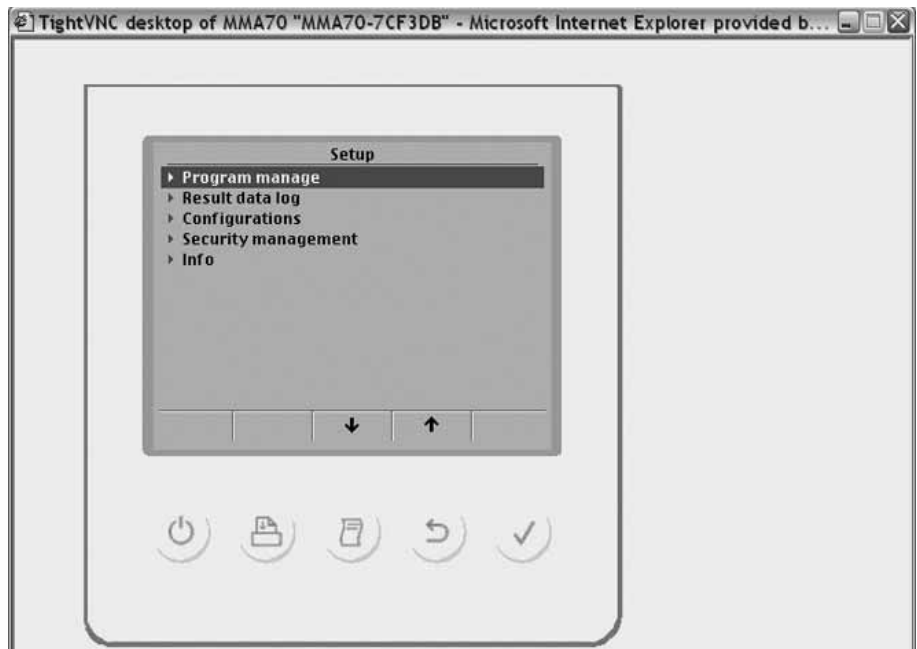 TightVNC desktop of MMA70 "MMA70-7CF3DB" - Microsoft Internet Explorer provided b...
Setup
Program manage
Result data log
Configurations
Security management
Info